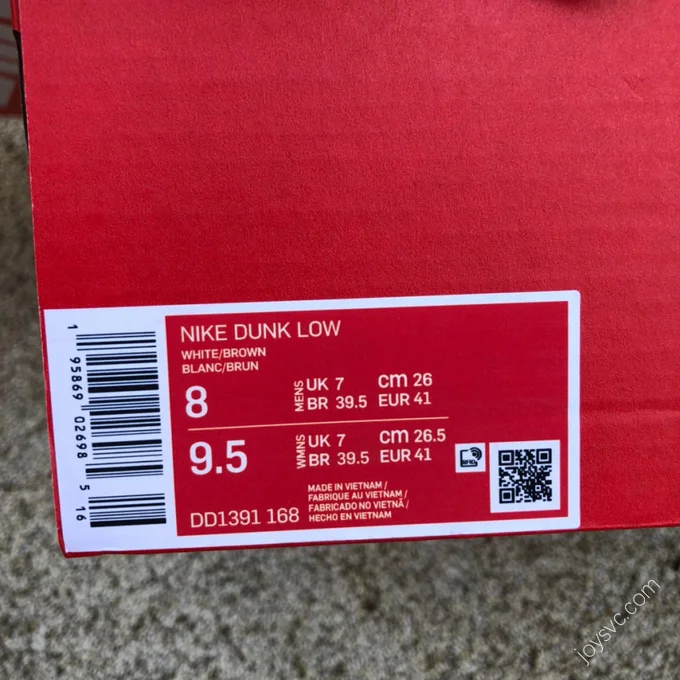 NIKE DUNK LOW
WHITE/BROWN
BLANC/BRUN
8
MENS
UK 7 cm 26
BR 39.5 EUR 41
9.5
WMNS
UK 7 cm 26.5
BR 39.5 EUR 41
MADE IN VIETNAM /
FABRIQUE AU VIETNAM /
FABRICADO NO VIETNÃ /
HECHO EN VIETNAM
DD1391 168
1 95869 02698 5 16
joysvc.com